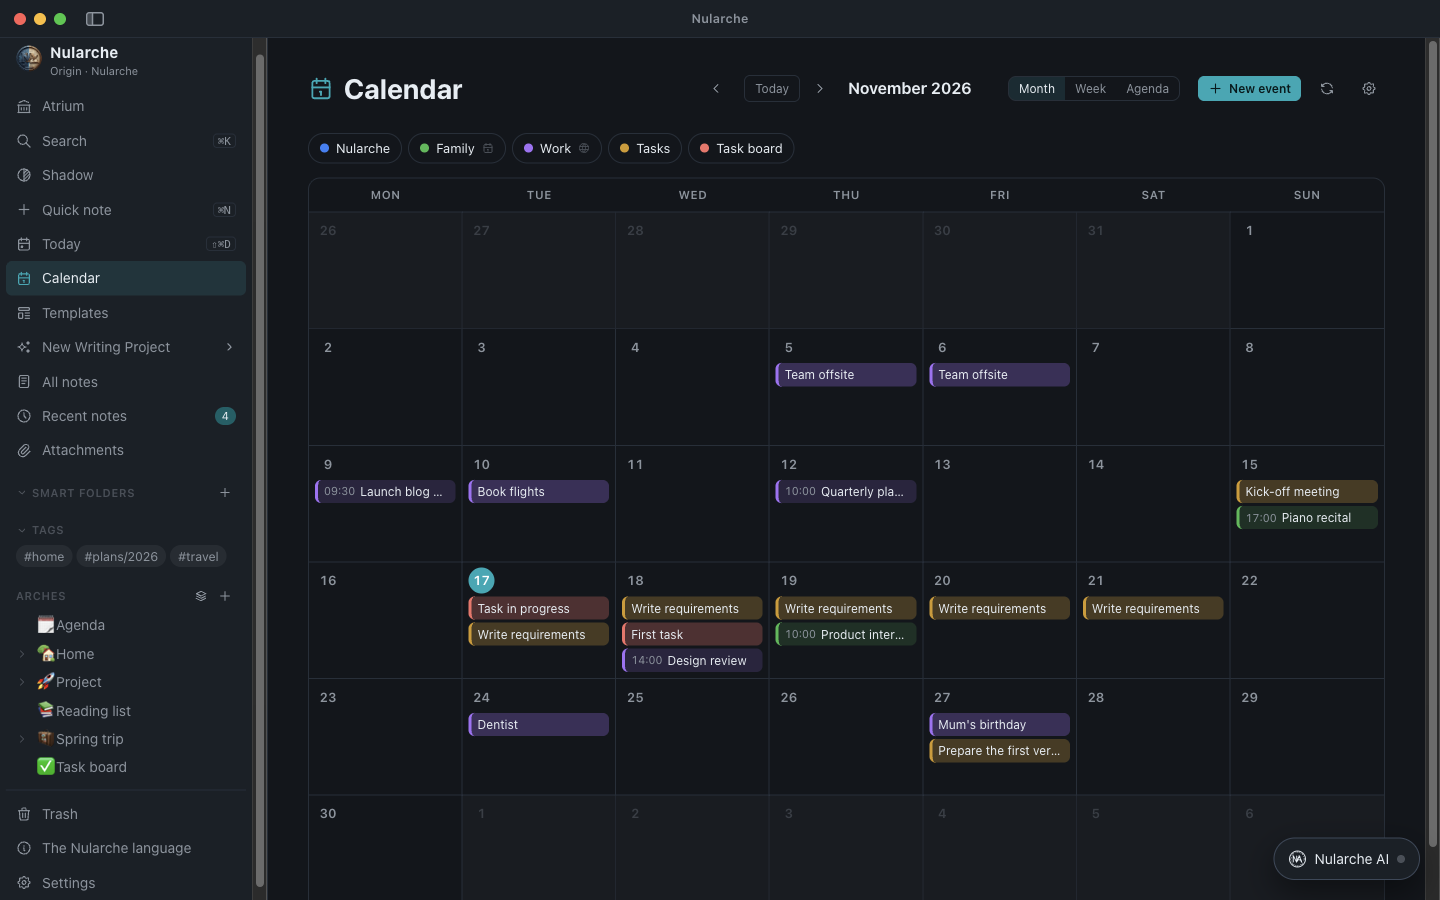 Nularche
Nularche
Origin · Nularche
Atrium
Search ⌘K
Shadow
Quick note ⌘N
Today ⇧⌘D
Calendar
Templates
New Writing Project
All notes
Recent notes 4
Attachments
SMART FOLDERS
TAGS
#home #plans/2026 #travel
ARCHES
Agenda
Home
Project
Reading list
Spring trip
Task board
Trash
The Nularche language
Settings
Calendar
Today
November 2026
Month Week Agenda
New event
Nularche Family Work Tasks Task board
MON TUE WED THU FRI SAT SUN
26 27 28 29 30 31 1
2 3 4 5 6 7 8
Team offsite Team offsite
9 10 11 12 13 14 15
09:30 Launch blog ... Book flights 10:00 Quarterly pla... Kick-off meeting
17:00 Piano recital
16 17 18 19 20 21 22
Task in progress Write requirements Write requirements Write requirements Write requirements
Write requirements First task 10:00 Product inter...
14:00 Design review
23 24 25 26 27 28 29
Dentist Mum's birthday
Prepare the first ver...
30 1 2 3 4 5 6
Nularche AI